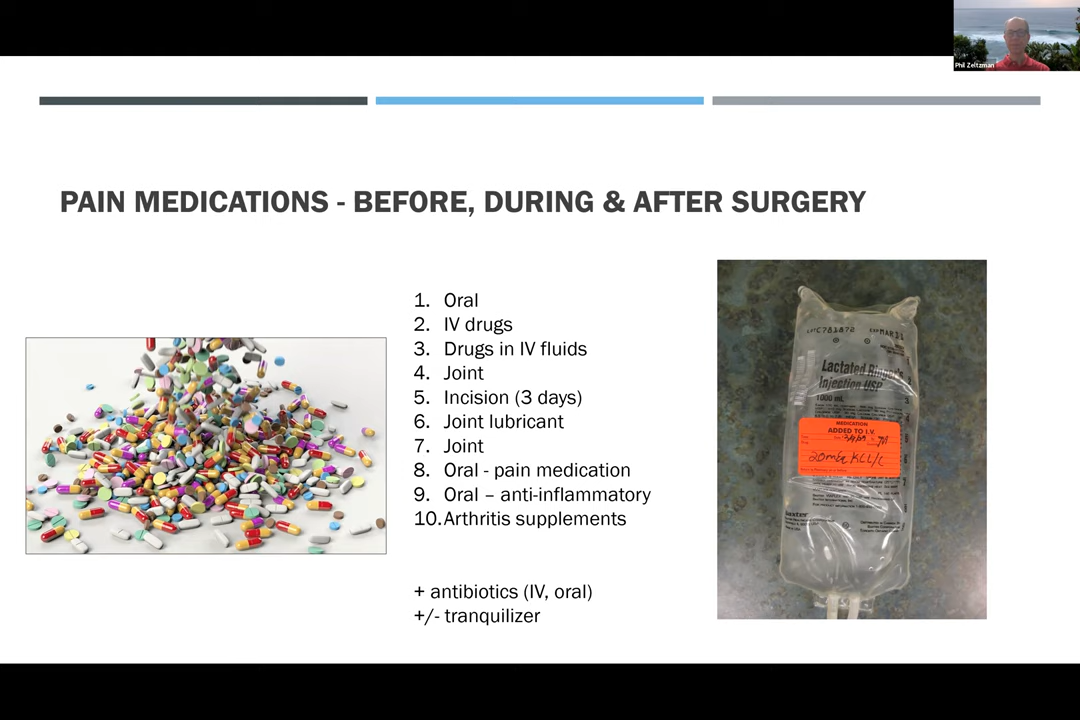 Phil Zeltzman
PAIN MEDICATIONS - BEFORE, DURING & AFTER SURGERY
1. Oral
2. IV drugs
3. Drugs in IV fluids
4. Joint
5. Incision (3 days)
6. Joint lubricant
7. Joint
8. Oral - pain medication
9. Oral – anti-inflammatory
10. Arthritis supplements
+ antibiotics (IV, oral)
+/- tranquilizer
Lactated Ringer's
Injection USP
1000 mL
MEDICATION
ADDED TO I.V.
20mEq KCL/L
Baxter